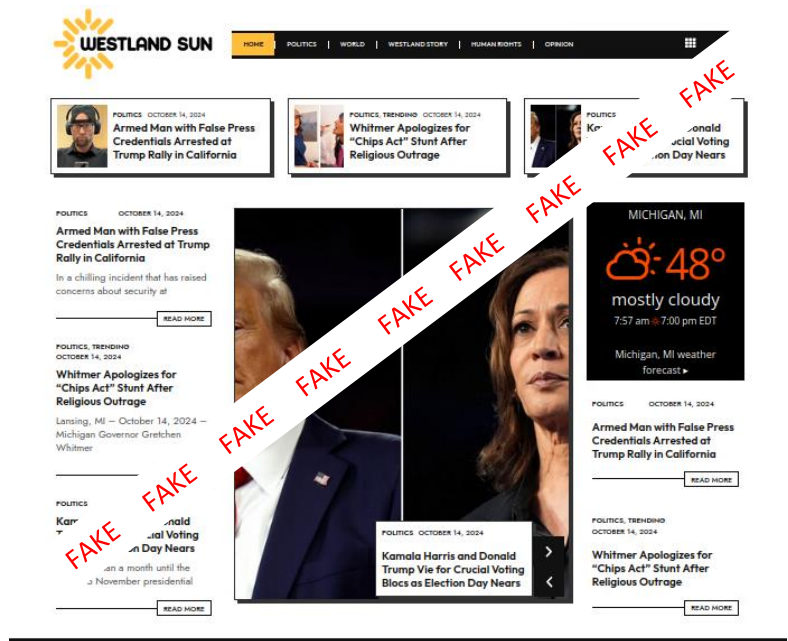 WESTLAND SUN
HOME
POLITICS
WORLD
WESTLAND STORY
HUMAN RIGHTS
OPINION
POLITICS OCTOBER 14, 2024
Armed Man with False Press
Credentials Arrested at
Trump Rally in California
POLITICS, TRENDING OCTOBER 14, 2024
Whitmer Apologizes for
“Chips Act” Stunt After
Religious Outrage
POLITICS
onald
ucial Voting
on Day Nears
FAKE FAKE FAKE FAKE FAKE FAKE FAKE FAKE FAKE
POLITICS OCTOBER 14, 2024
Armed Man with False Press
Credentials Arrested at Trump
Rally in California
In a chilling incident that has raised
concerns about security at
READ MORE
POLITICS, TRENDING
OCTOBER 14, 2024
Whitmer Apologizes for
“Chips Act” Stunt After
Religious Outrage
Lansing, MI – October 14, 2024 –
Michigan Governor Gretchen
Whitmer
POLITICS
Kam nald
cial Voting
on Day Nears
an a month until the
November presidential
READ MORE
POLITICS OCTOBER 14, 2024
Kamala Harris and Donald
Trump Vie for Crucial Voting
Blocs as Election Day Nears
MICHIGAN, MI
48°
mostly cloudy
7:57 am 7:00 pm EDT
Michigan, MI weather
forecast ▸
POLITICS OCTOBER 14, 2024
Armed Man with False Press
Credentials Arrested at
Trump Rally in California
READ MORE
POLITICS, TRENDING
OCTOBER 14, 2024
Whitmer Apologizes for
“Chips Act” Stunt After
Religious Outrage
READ MORE